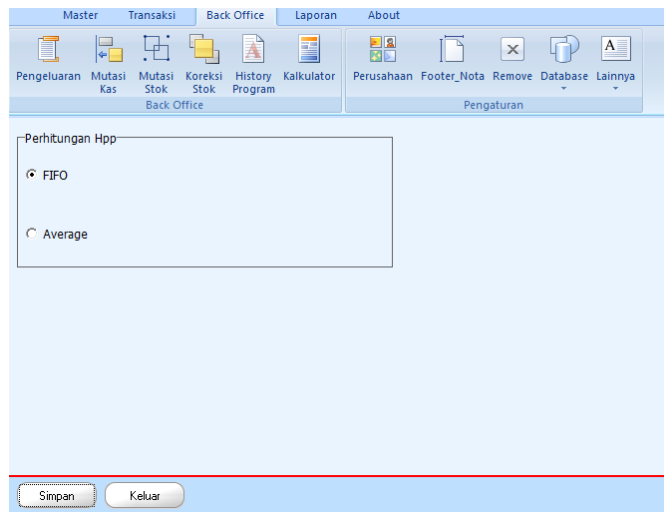 Master Transaksi Back Office Laporan About
Pengeluaran Mutasi Kas Mutasi Stok Koreksi Stok History Program Kalkulator Perusahaan Footer_Nota Remove Database Lainnya
Back Office Pengaturan
Perhitungan Hpp
FIFO
Average
Simpan Keluar